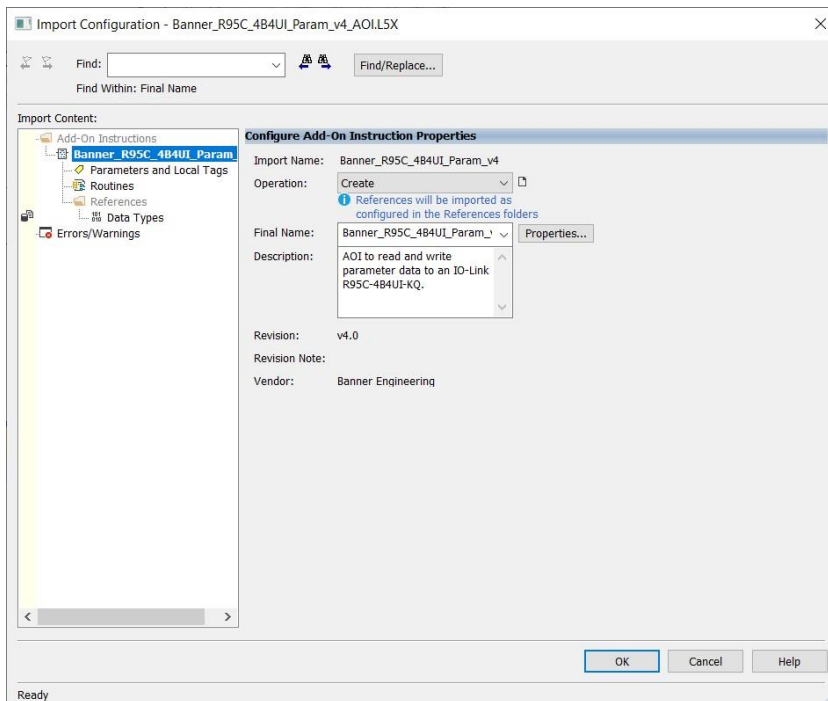 Import Configuration - Banner_R95C_4B4UI_Param_v4_AOI.L5X
Find:
Find/Replace...
Find Within: Final Name
Import Content:
Add-On Instructions
Banner_R95C_4B4UI_Param_
Parameters and Local Tags
Routines
References
Data Types
Errors/Warnings
Configure Add-On Instruction Properties
Import Name: Banner_R95C_4B4UI_Param_v4
Operation: Create
References will be imported as
configured in the References folders
Final Name: Banner_R95C_4B4UI_Param_v Properties...
Description: AOI to read and write
parameter data to an IO-Link
R95C-4B4UI-KQ.
Revision: v4.0
Revision Note:
Vendor: Banner Engineering
OK Cancel Help
Ready